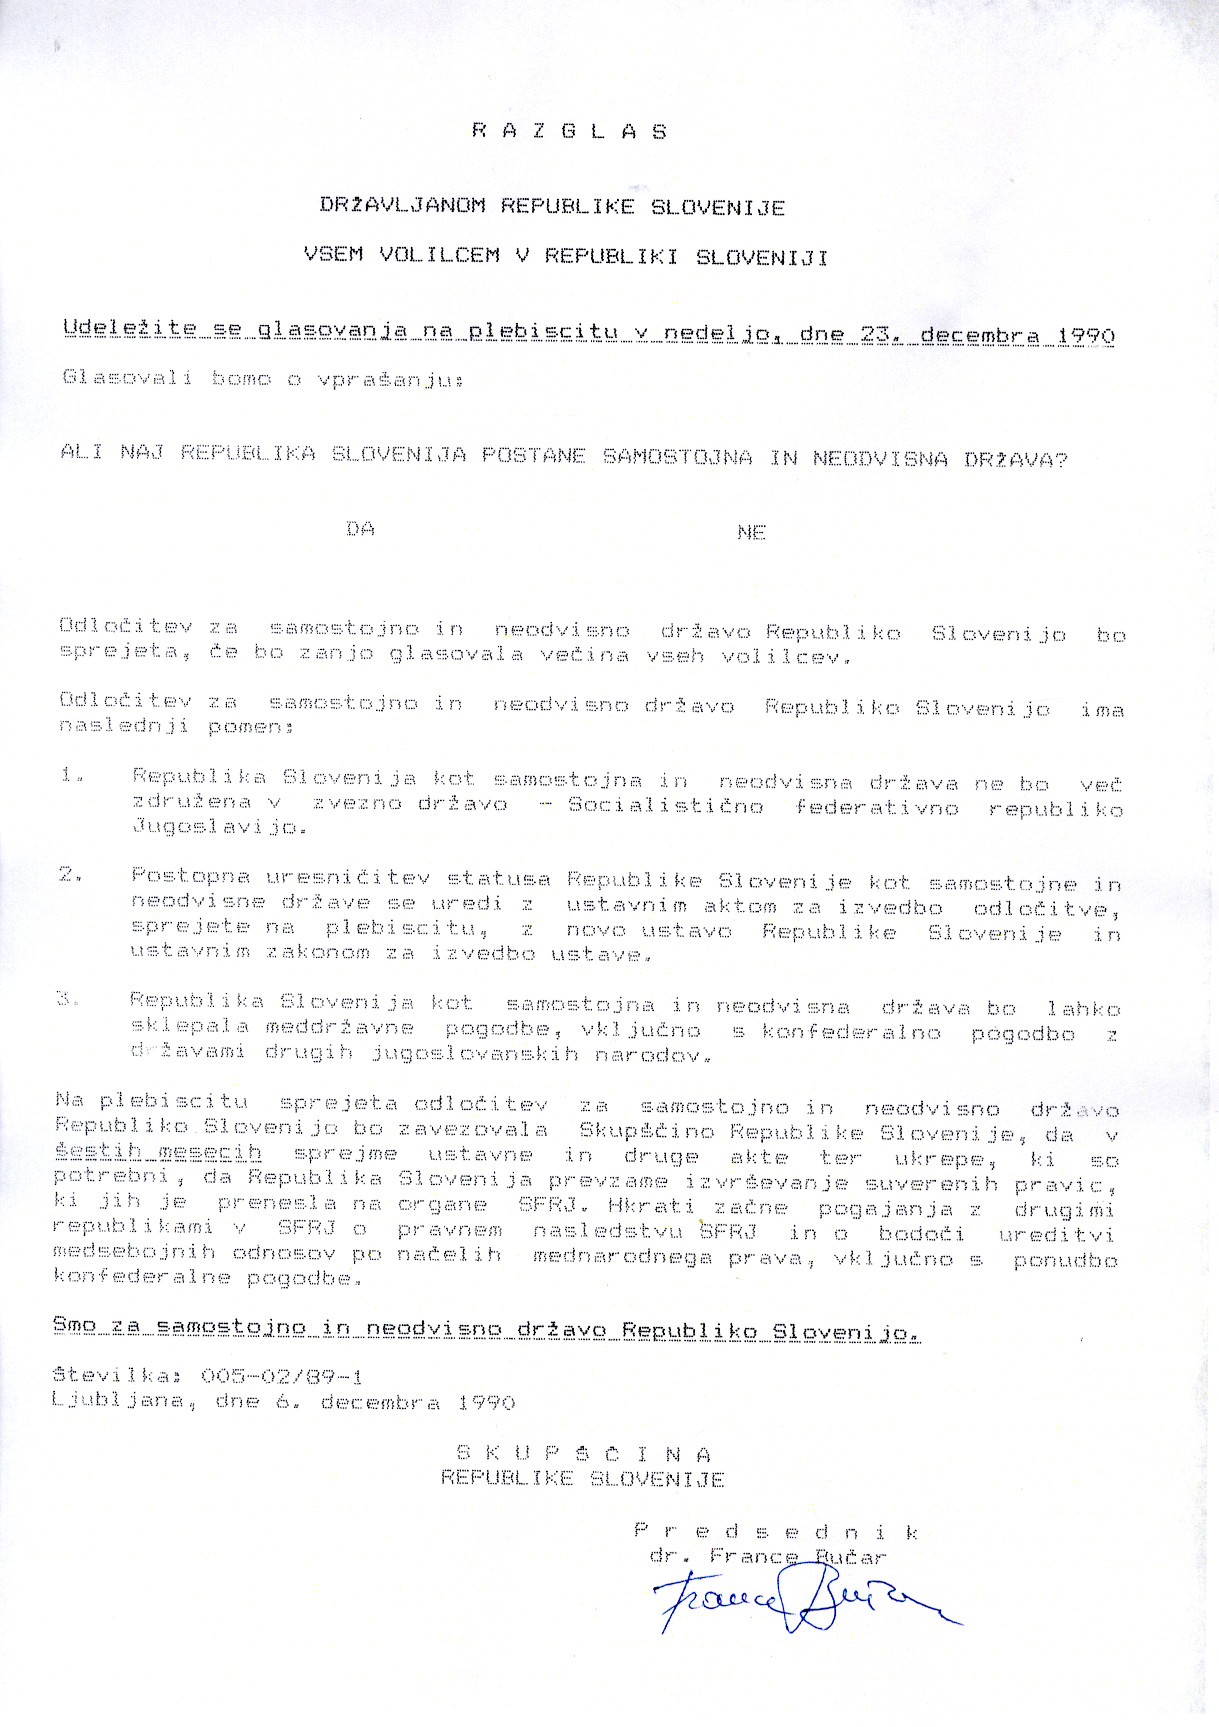 R A Z G L A S
DRŽAVLJANOM REPUBLIKE SLOVENIJE
VSEM VOLILCEM V REPUBLIKI SLOVENIJI
Udeležite se glasovanja na plebiscitu v nedeljo, dne 23. decembra 1990
Glasovali bomo o vprašanju:
ALI NAJ REPUBLIKA SLOVENIJA POSTANE SAMOSTOJNA IN NEODVISNA DRŽAVA?
DA NE
Odločitev za samostojno in neodvisno državo Republiko Slovenijo bo
sprejeta, če bo zanjo glasovala večina vseh volilcev.
Odločitev za samostojno in neodvisno državo Republiko Slovenijo ima
naslednji pomen:
1. Republika Slovenija kot samostojna in neodvisna država ne bo več
združena v zvezno državo - Socialistično federativno republiko
Jugoslavijo.
2. Postopna uresničitev statusa Republike Slovenije kot samostojne in
neodvisne države se uredi z ustavnim aktom za izvedbo odločitve,
sprejete na plebiscitu, z novo ustavo Republike Slovenije in
ustavnim zakonom za izvedbo ustave.
3. Republika Slovenija kot samostojna in neodvisna država bo lahko
sklepala meddržavne pogodbe, vključno s konfederalno pogodbo z
državami drugih jugoslovanskih narodov.
Na plebiscitu sprejeta odločitev za samostojno in neodvisno državo
Republiko Slovenijo bo zavezovala Skupščino Republike Slovenije, da v
šestih mesecih sprejme ustavne in druge akte ter ukrepe, ki so
potrebni, da Republika Slovenija prevzame izvrševanje suverenih pravic,
ki jih je prenesla na organe SFRJ. Hkrati začne pogajanja z drugimi
republikami v SFRJ o pravnem nasledstvu SFRJ in o bodoči ureditvi
medsebojnih odnosov po načelih mednarodnega prava, vključno s ponudbo
konfederalne pogodbe.
Smo za samostojno in neodvisno državo Republiko Slovenijo.
Številka: 005-02/89-1
Ljubljana, dne 6. decembra 1990
S K U P Š Č I N A
REPUBLIKE SLOVENIJE
P r e d s e d n i k
dr. France Bučar
France Bučar